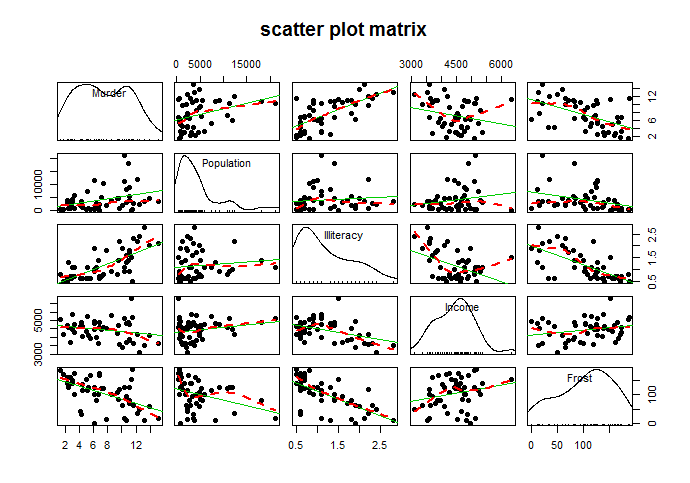 scatter plot matrix
0 5000 15000
3000 4500 6000
Murder
2 6 8 12
Population
0 10000
Illiteracy
0.5 1.5 2.5
Income
3000 5000
Frost
0 100
2 4 6 8 12
0.5 1.5 2.5
0 50 100